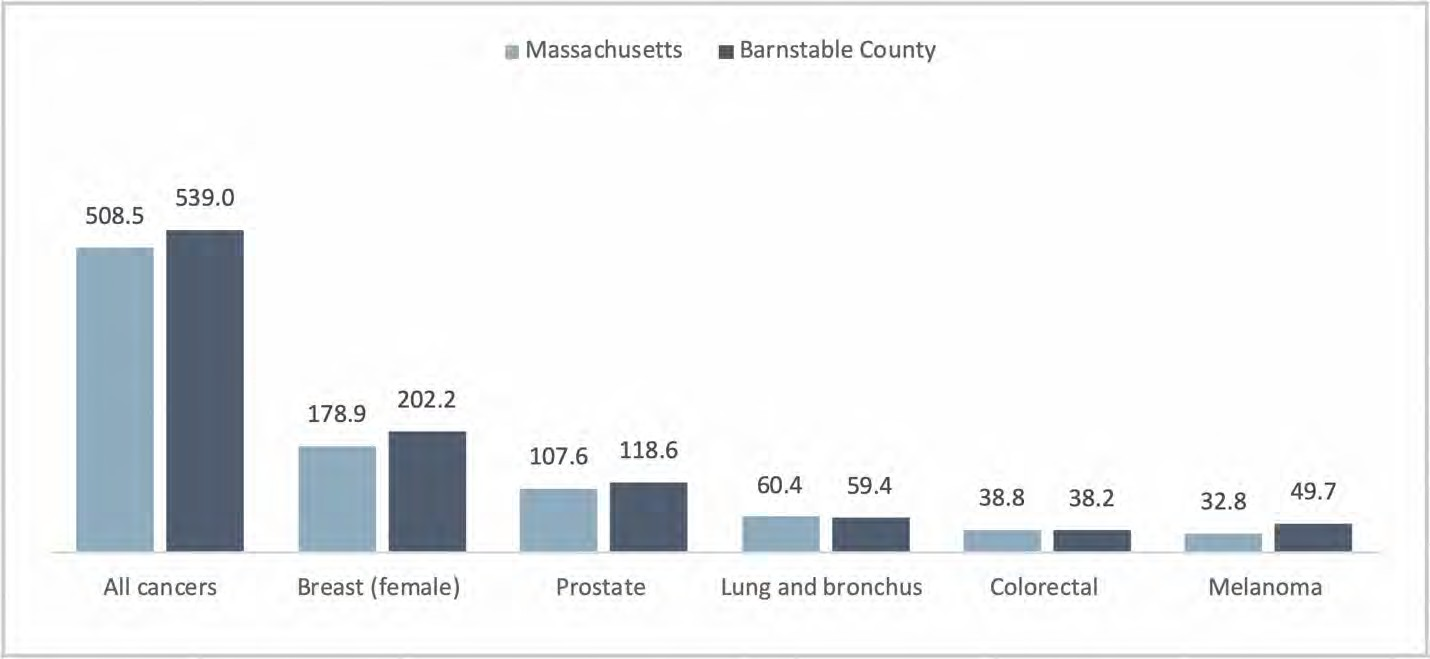 Massachusetts Barnstable County
539.0
508.5
202.2
178.9
118.6
107.6
60.4 59.4
49.7
38.8 38.2 32.8
All cancers Breast (female) Prostate Lung and bronchus Colorectal Melanoma